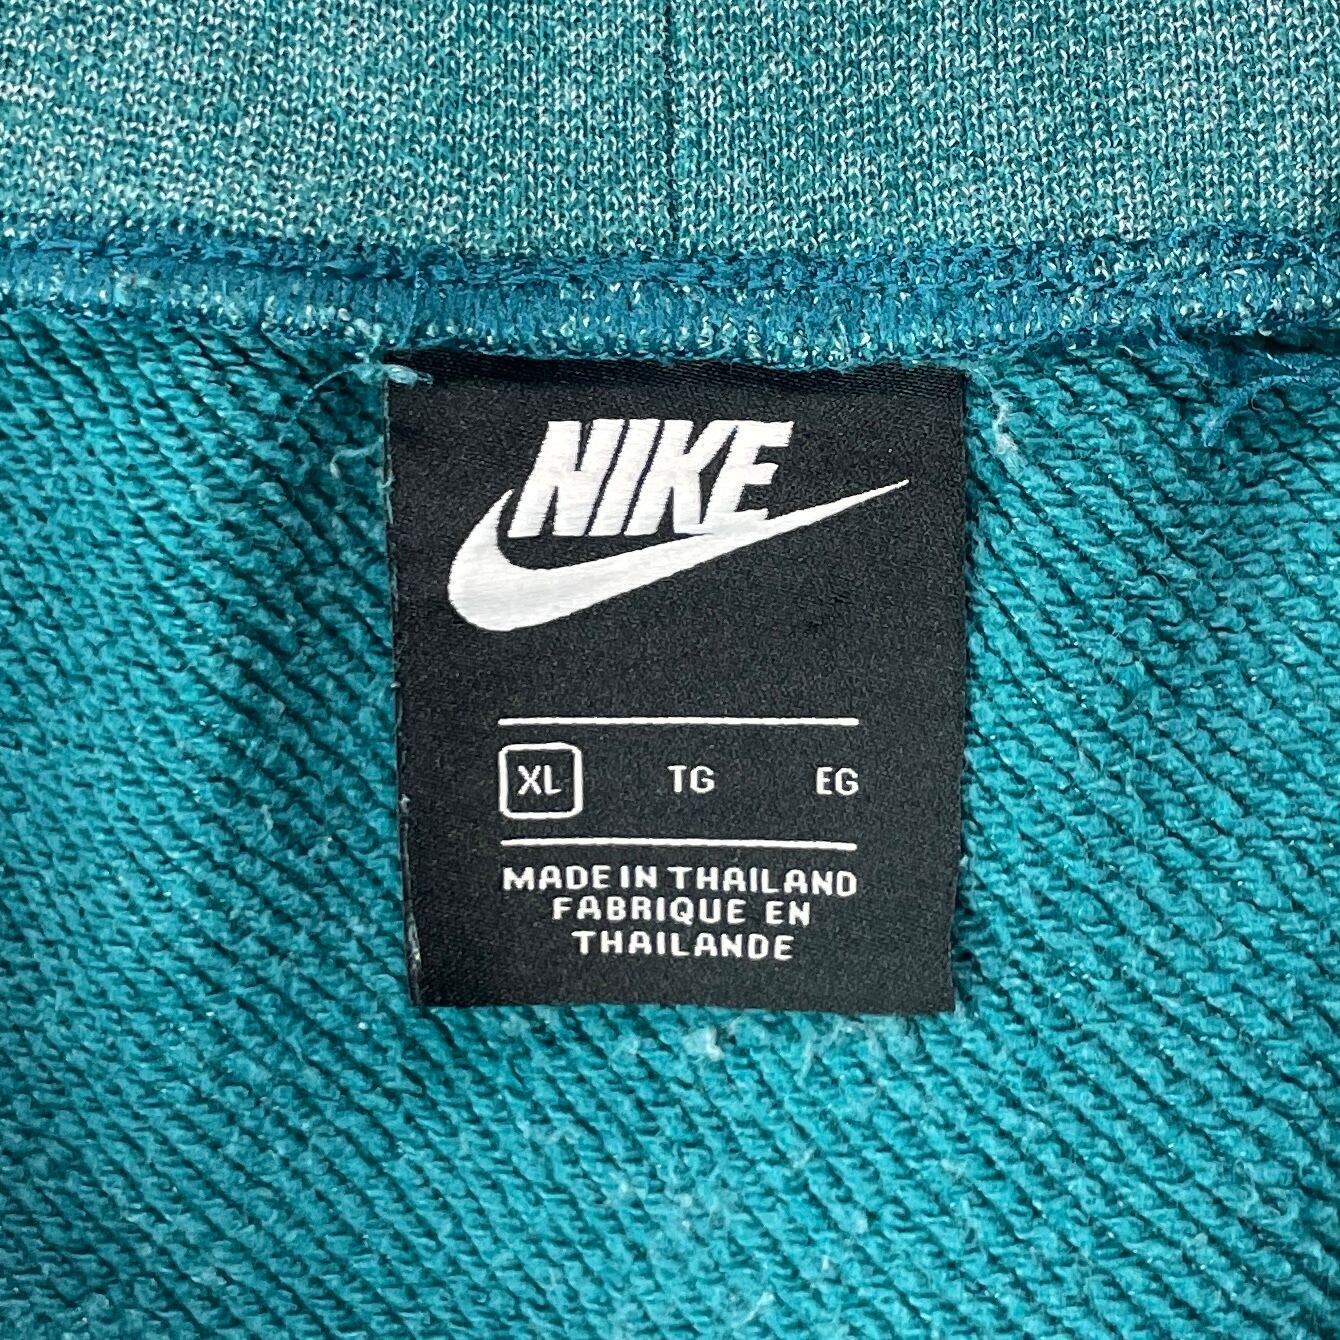 NIKE
XL TG EG
MADE IN THAILAND
FABRIQUE EN
THAILANDE